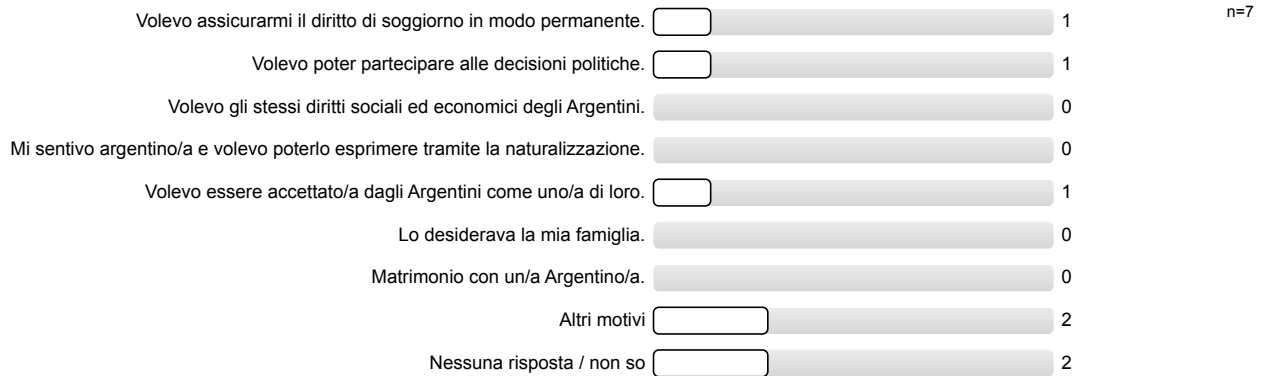 Volevo assicurarmi il diritto di soggiorno in modo permanente. 1 n=7
Volevo poter partecipare alle decisioni politiche. 1
Volevo gli stessi diritti sociali ed economici degli Argentini. 0
Mi sentivo argentino/a e volevo poterlo esprimere tramite la naturalizzazione. 0
Volevo essere accettato/a dagli Argentini come uno/a di loro. 1
Lo desiderava la mia famiglia. 0
Matrimonio con un/a Argentino/a. 0
Altri motivi 2
Nessuna risposta / non so 2